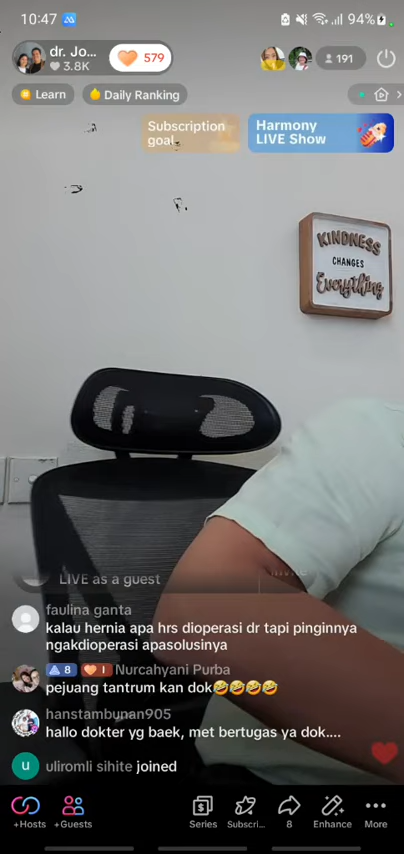 10:47
94%
dr. Jo...
3.8K
579
191
Learn
Daily Ranking
Subscription
goal
Harmony
LIVE Show
KINDNESS
CHANGES
Everything
LIVE as a guest
Invite
faulina ganta
kalau hernia apa hrs dioperasi dr tapi pinginnya
ngakdioperasi apasolusinya
8 1 Nurcahyani Purba
pejuang tantrum kan dok🤣🤣🤣🤣
hanstambunan905
hallo dokter yg baek, met bertugas ya dok....
u
uliromli sihite joined
+Hosts
+Guests
Series
Subscri...
8
Enhance
More